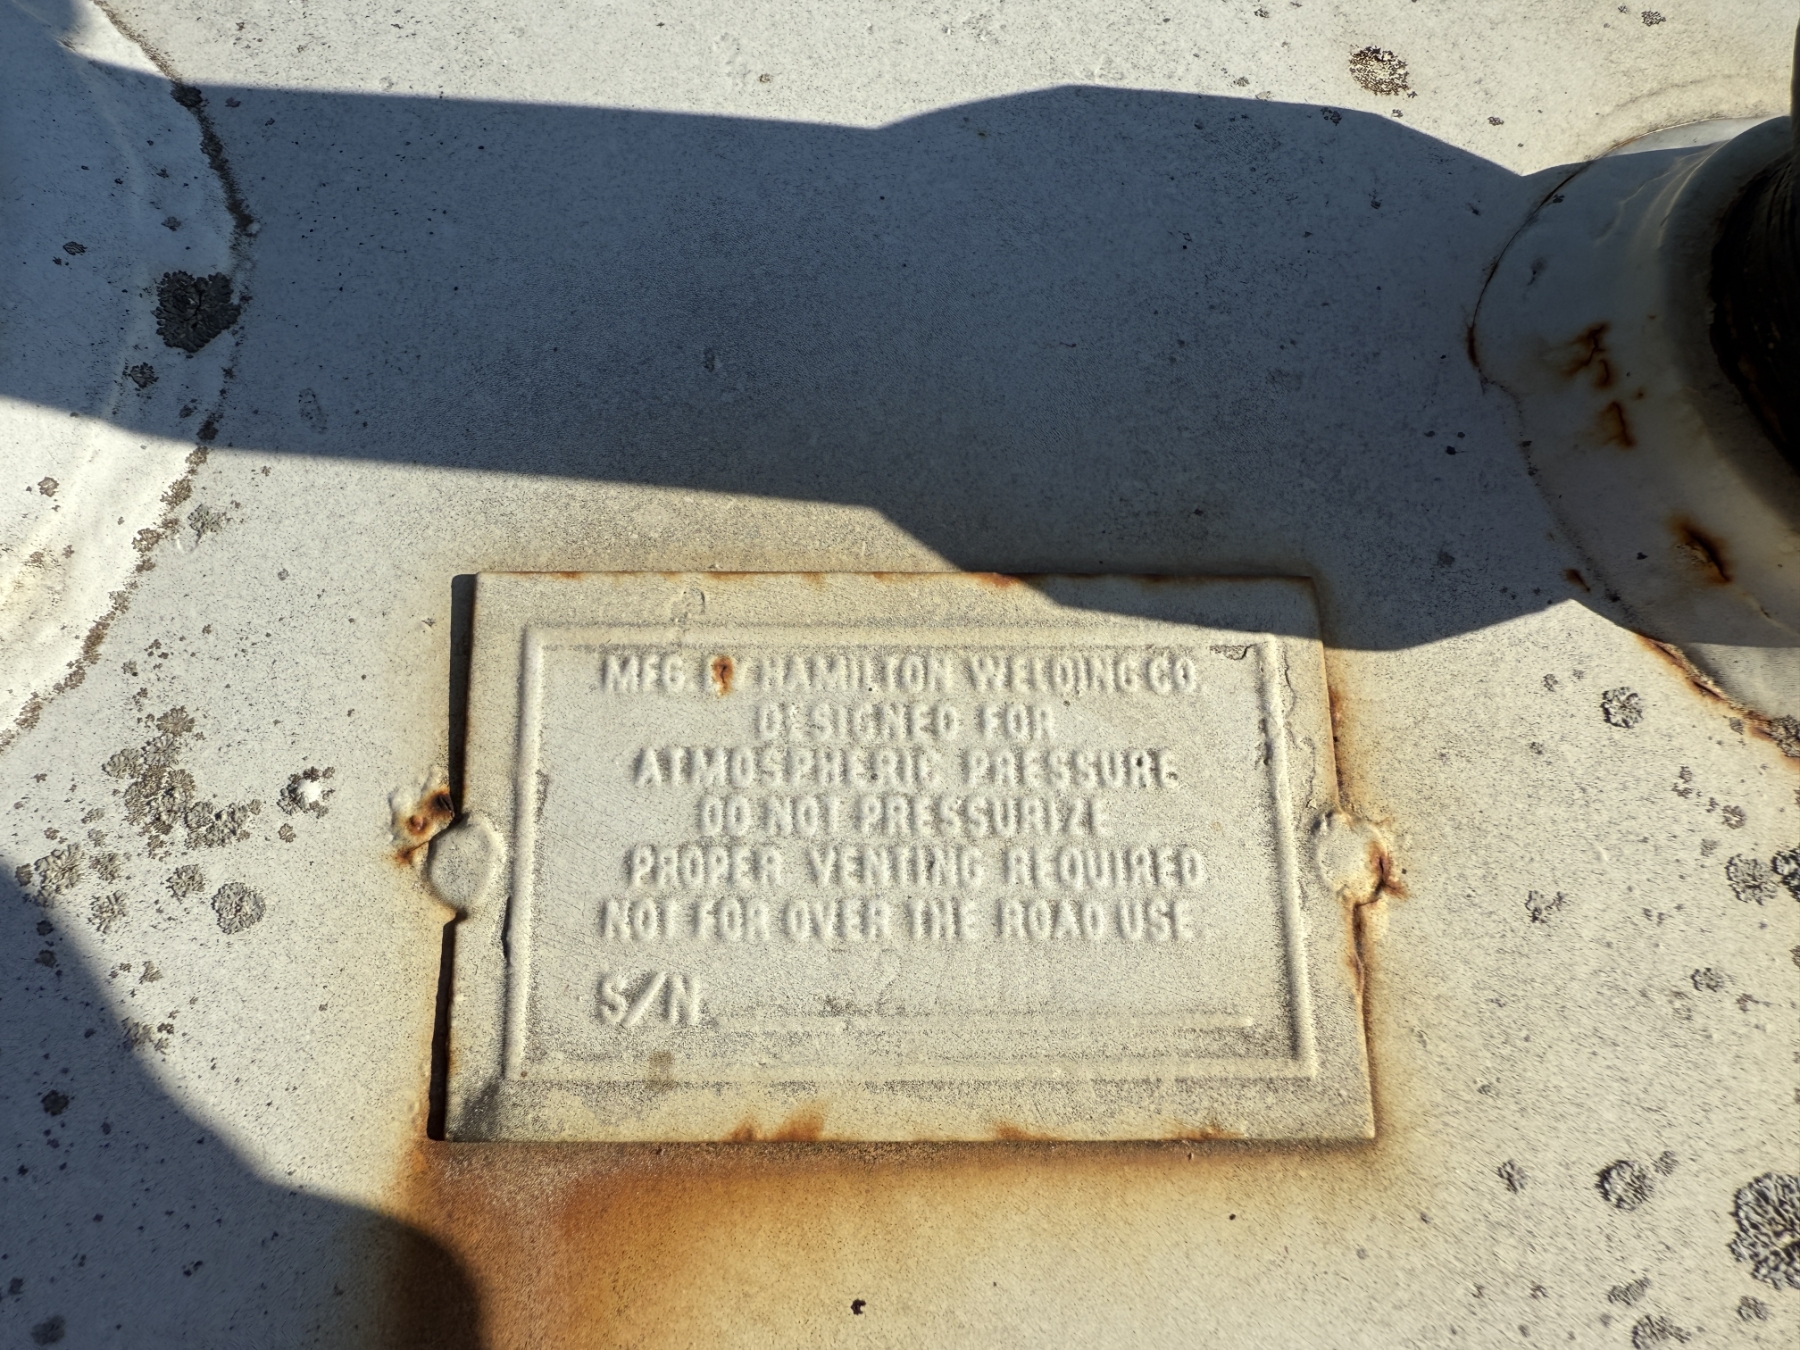 MFG. BY HAMILTON WELDING CO.
DESIGNED FOR
ATMOSPHERIC PRESSURE
DO NOT PRESSURIZE
PROPER VENTING REQUIRED
NOT FOR OVER THE ROAD USE.
S/N